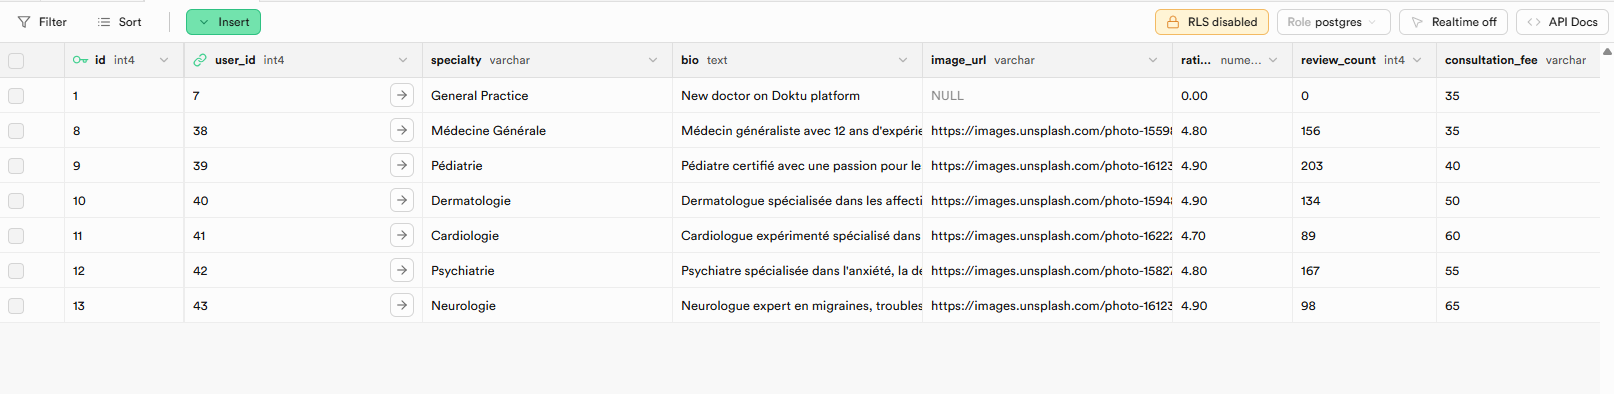 Filter Sort Insert RLS disabled Role postgres Realtime off API Docs
id int4 user_id int4 specialty varchar bio text image_url varchar rati... nume... review_count int4 consultation_fee varchar
1 7 General Practice New doctor on Doktu platform NULL 0.00 0 35
8 38 Médecine Générale Médecin généraliste avec 12 ans d'expérie https://images.unsplash.com/photo-15598 4.80 156 35
9 39 Pédiatrie Pédiatre certifié avec une passion pour le https://images.unsplash.com/photo-16123 4.90 203 40
10 40 Dermatologie Dermatologue spécialisée dans les affecti https://images.unsplash.com/photo-15948 4.90 134 50
11 41 Cardiologie Cardiologue expérimenté spécialisé dans https://images.unsplash.com/photo-16222 4.70 89 60
12 42 Psychiatrie Psychiatre spécialisée dans l'anxiété, la de https://images.unsplash.com/photo-15827 4.80 167 55
13 43 Neurologie Neurologue expert en migraines, troubles https://images.unsplash.com/photo-16123 4.90 98 65